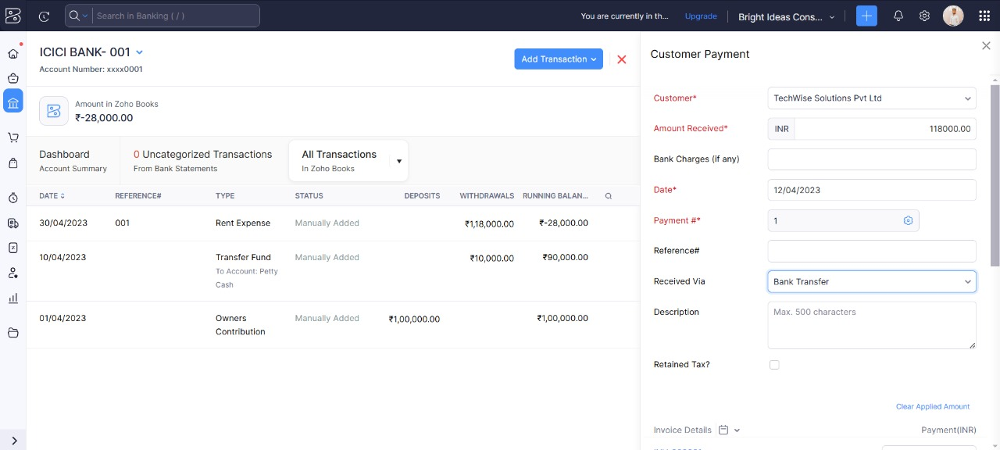 Search in Banking ( / )
You are currently in th...
Upgrade
Bright Ideas Cons...
ICICI BANK- 001
Account Number: xxxx0001
Add Transaction
Amount in Zoho Books
₹-28,000.00
Dashboard
Account Summary
0 Uncategorized Transactions
From Bank Statements
All Transactions
In Zoho Books
DATE REFERENCE# TYPE STATUS DEPOSITS WITHDRAWALS RUNNING BALAN...
30/04/2023 001 Rent Expense Manually Added ₹1,18,000.00 ₹-28,000.00
10/04/2023 Transfer Fund Manually Added ₹10,000.00 ₹90,000.00
To Account: Petty
Cash
01/04/2023 Owners Manually Added ₹1,00,000.00 ₹1,00,000.00
Contribution
Customer Payment
Customer* TechWise Solutions Pvt Ltd
Amount Received* INR 118000.00
Bank Charges (if any)
Date* 12/04/2023
Payment #* 1
Reference#
Received Via Bank Transfer
Description Max. 500 characters
Retained Tax?
Clear Applied Amount
Invoice Details Payment(INR)